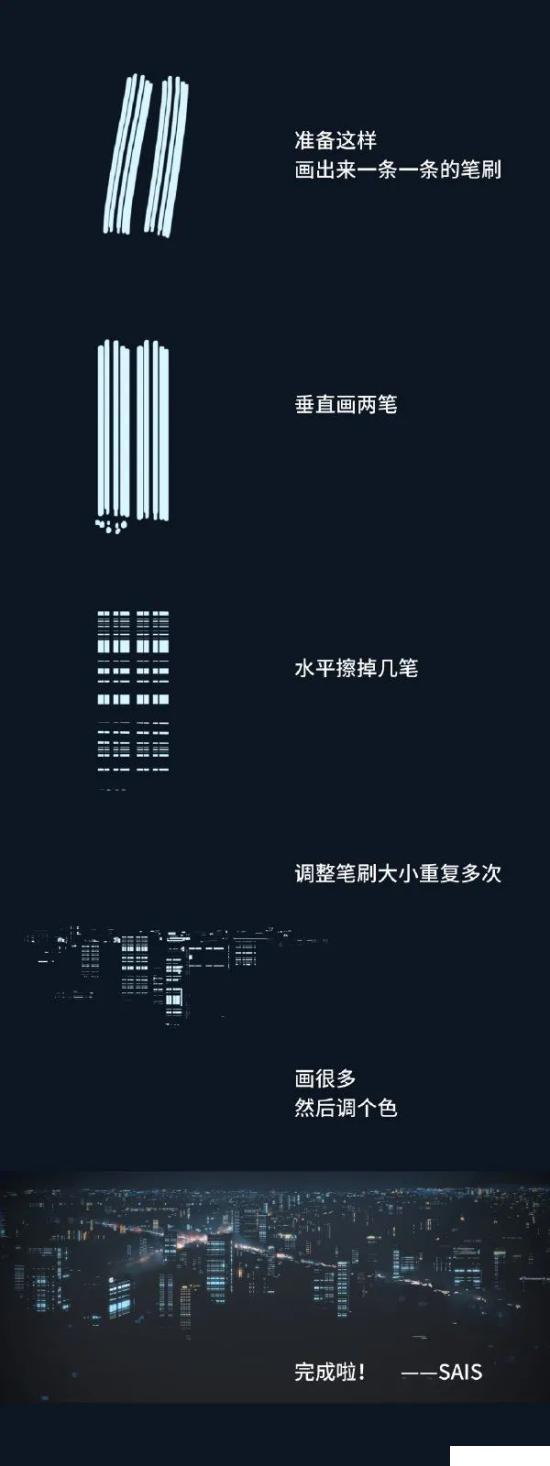 准备这样
画出来一条一条的笔刷
垂直画两笔
水平擦掉几笔
调整笔刷大小重复多次
画很多
然后调个色
完成啦! ——SAIS